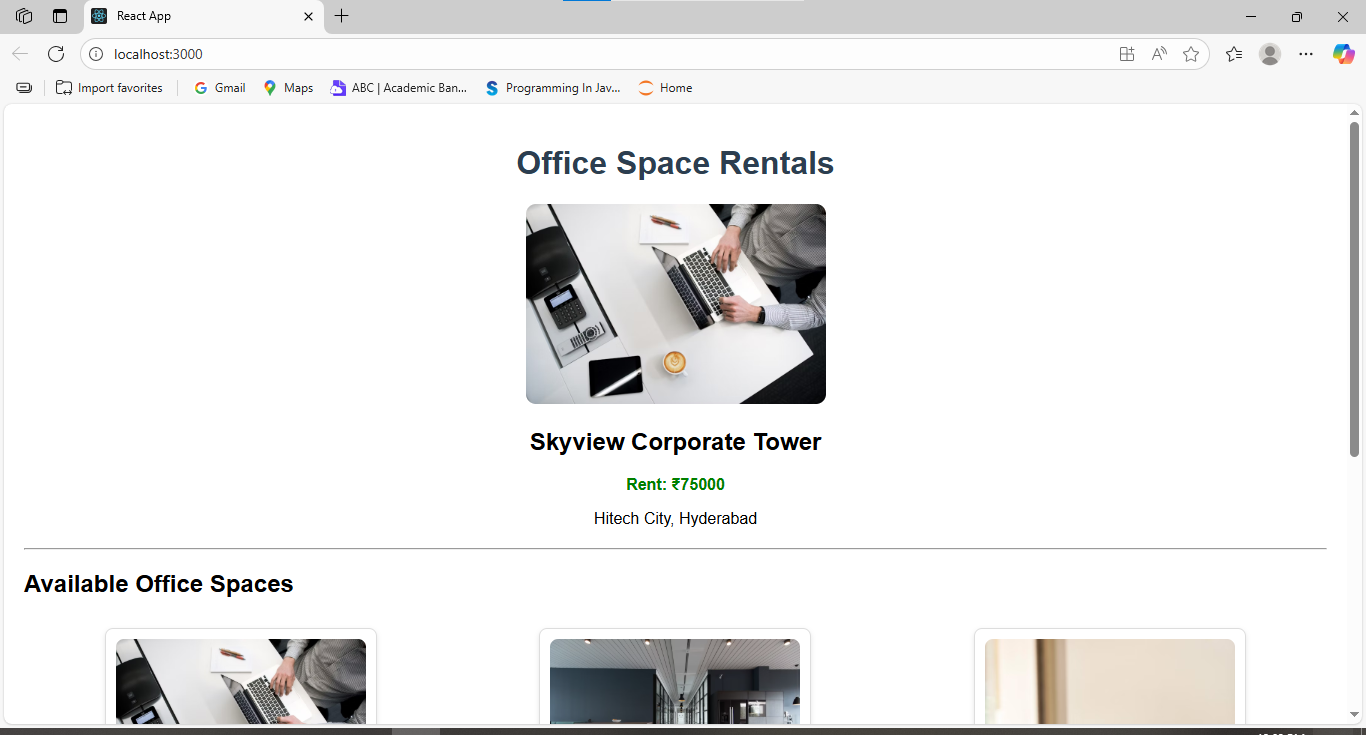 React App
localhost:3000
Import favorites
Gmail
Maps
ABC | Academic Ban...
Programming In Jav...
Home
Office Space Rentals
Skyview Corporate Tower
Rent: ₹75000
Hitech City, Hyderabad
Available Office Spaces